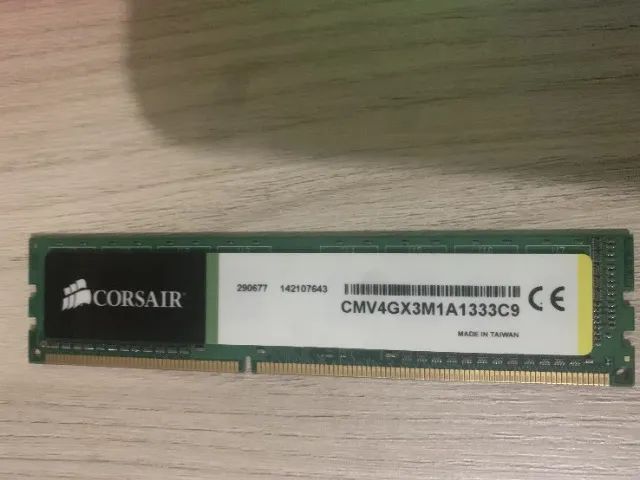 CORSAIR
290677 142107643
CMV4GX3M1A1333C9
CE
MADE IN TAIWAN